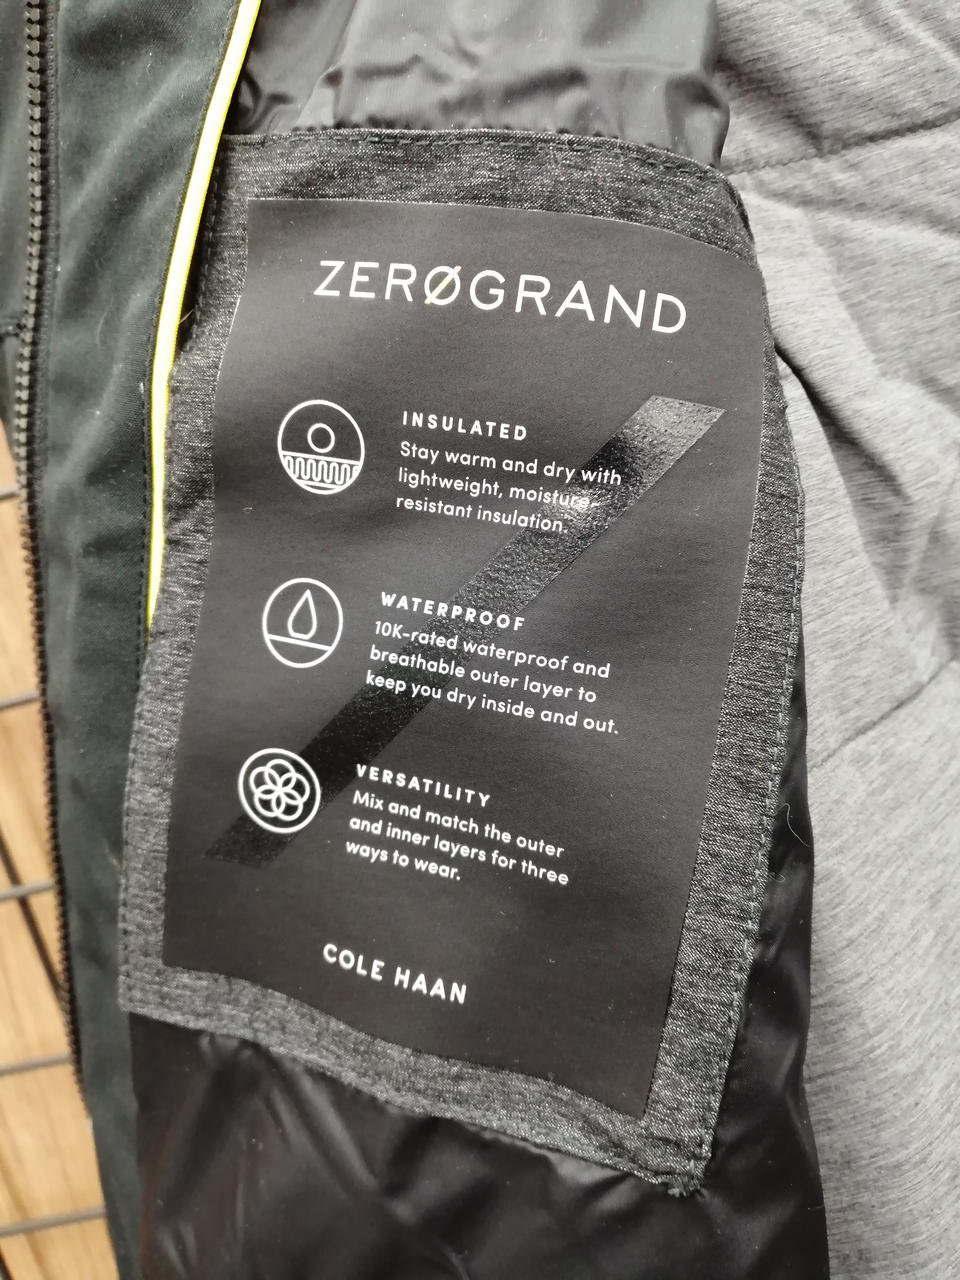 ZERØGRAND
INSULATED
Stay warm and dry with
lightweight, moisture-
resistant insulation.
WATERPROOF
10K-rated waterproof and
breathable outer layer to
keep you dry inside and out.
VERSATILITY
Mix and match the outer
and inner layers for three
ways to wear.
COLE HAAN